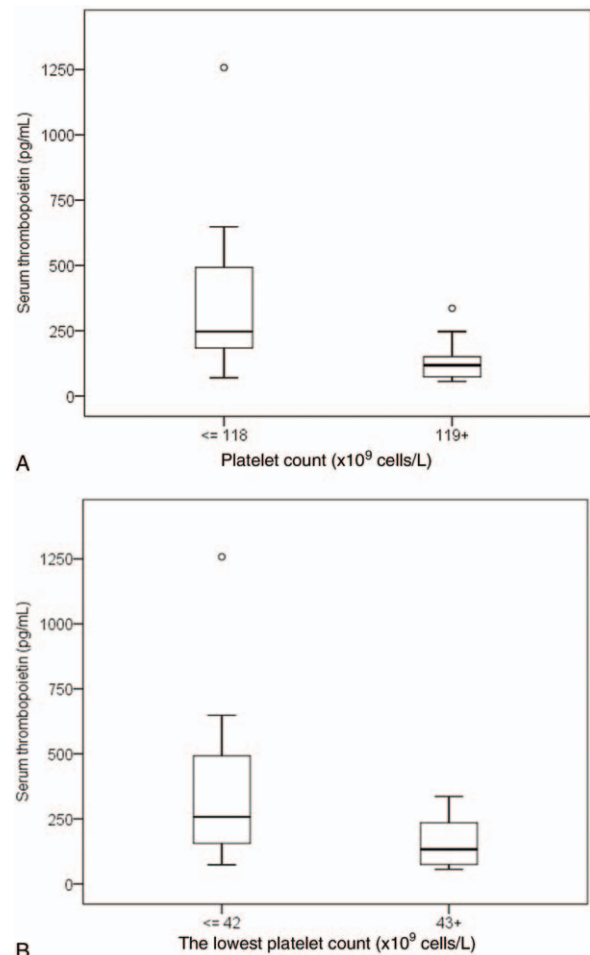 1250
1000
750
500
250
0
Serum thrombopoietin (pg/mL)
<= 118 119+
A Platelet count (x10⁹ cells/L)
1250
1000
750
500
250
0
Serum thrombopoietin (pg/mL)
<= 42 43+
B The lowest platelet count (x10⁹ cells/L)